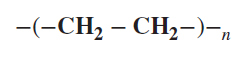 –(–CH₂ – CH₂–)–ₙ